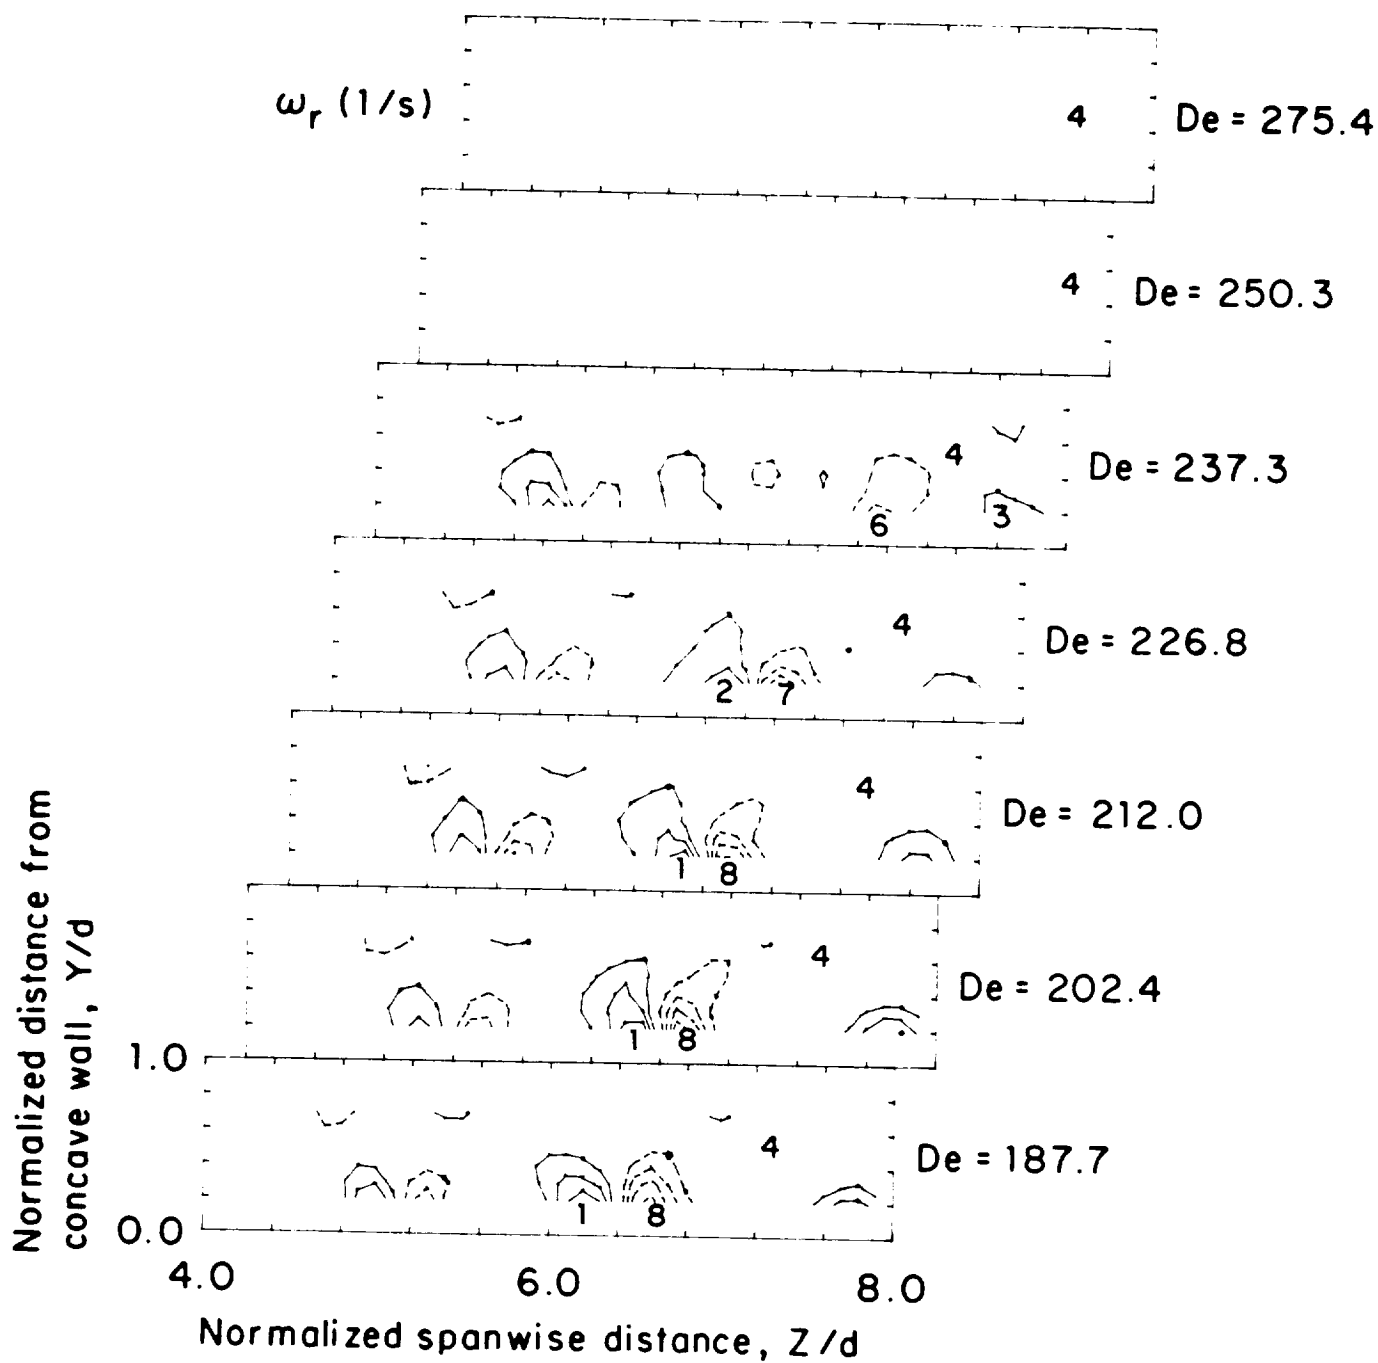 ωr (1/s)
4 De = 275.4
4 De = 250.3
4 De = 237.3
6 3
4 De = 226.8
2 7
4 De = 212.0
1 8
4 De = 202.4
1 8
4 De = 187.7
1 8
Normalized distance from
concave wall, Y/d
1.0
0.0
4.0 6.0 8.0
Normalized spanwise distance, Z/d